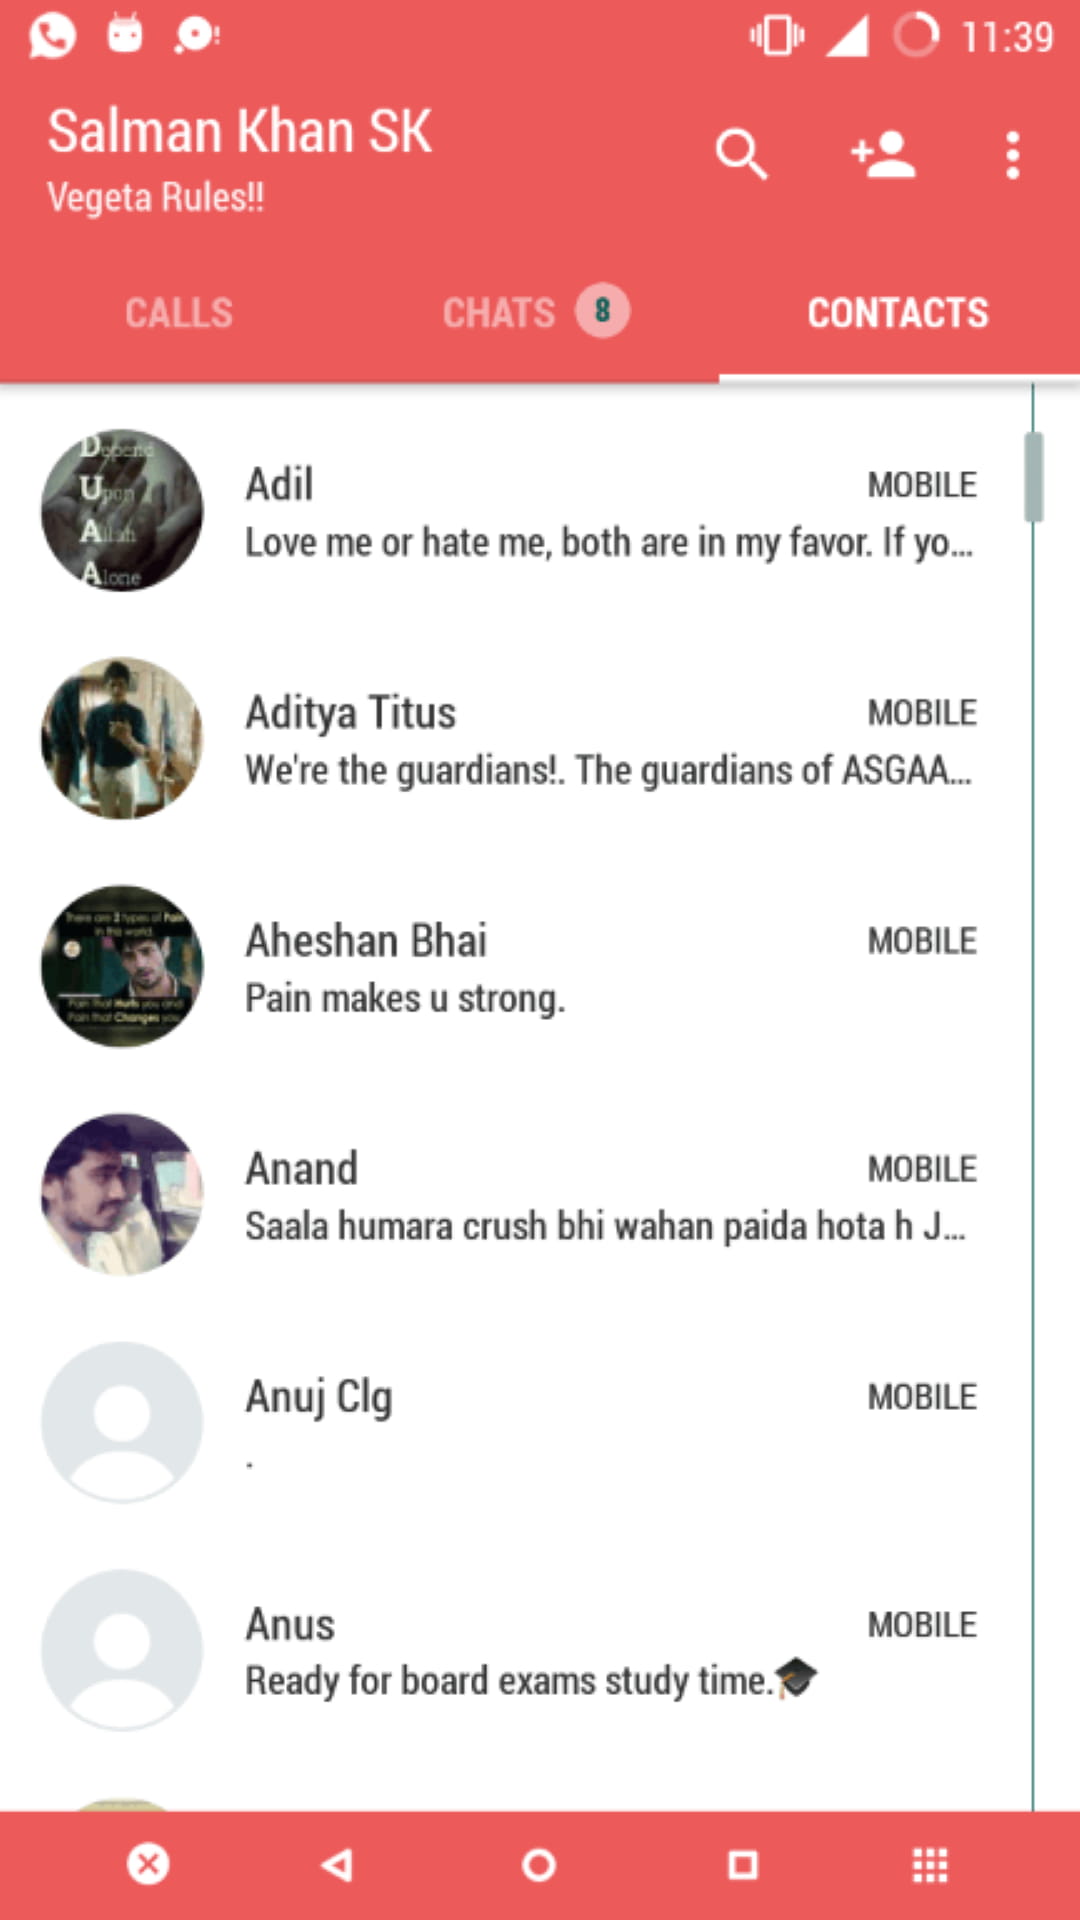 11:39
Salman Khan SK
Vegeta Rules!!
CALLS CHATS 8 CONTACTS
Depend
Upon
Allah
Alone
Adil MOBILE
Love me or hate me, both are in my favor. If yo...
Aditya Titus MOBILE
We're the guardians!. The guardians of ASGAA...
There are 2 types of Pain
in this world.
Pain that Hurts you and
Pain that Changes you
Aheshan Bhai MOBILE
Pain makes u strong.
Anand MOBILE
Saala humara crush bhi wahan paida hota h J...
Anuj Clg MOBILE
.
Anus MOBILE
Ready for board exams study time.🎓